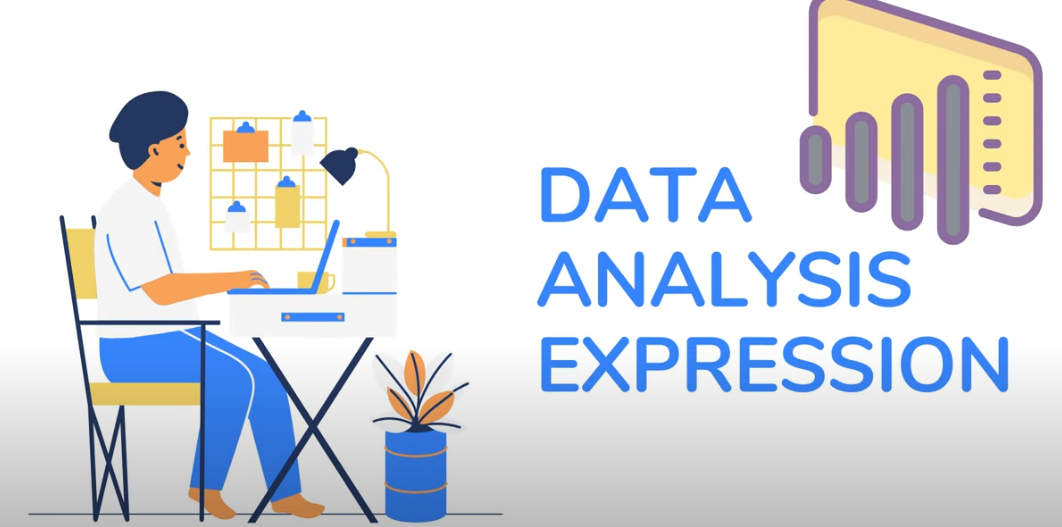 DATA
ANALYSIS
EXPRESSION